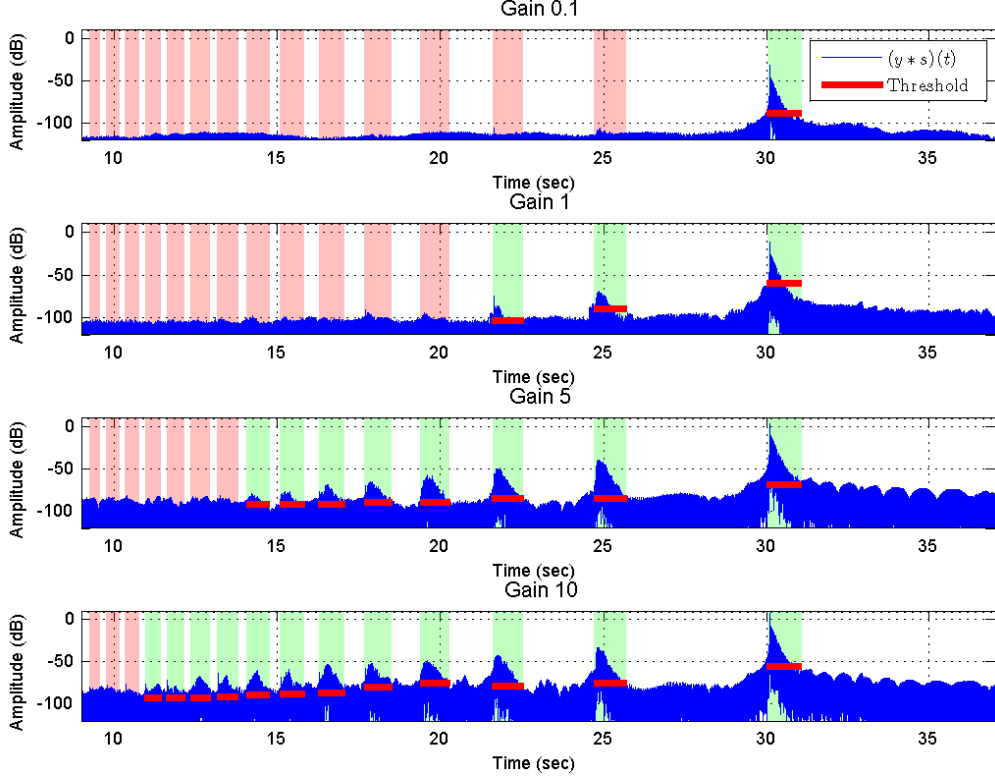 Gain 0.1
Amplitude (dB)
0
-50
-100
(y * s)(t)
Threshold
10 15 20 25 30 35
Time (sec)
Gain 1
Amplitude (dB)
0
-50
-100
10 15 20 25 30 35
Time (sec)
Gain 5
Amplitude (dB)
0
-50
-100
10 15 20 25 30 35
Time (sec)
Gain 10
Amplitude (dB)
0
-50
-100
10 15 20 25 30 35
Time (sec)